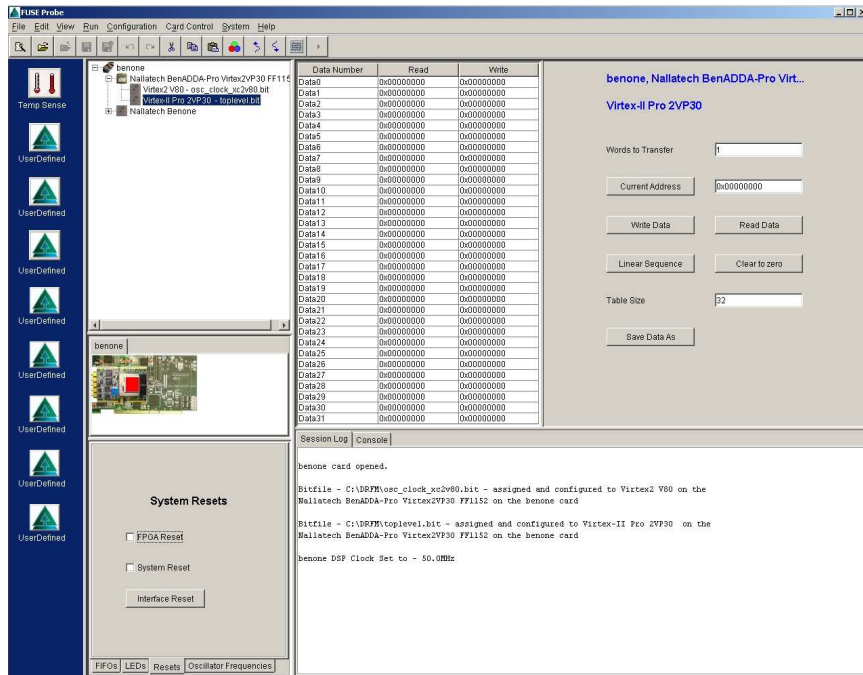 FUSE Probe
File Edit View Run Configuration Card Control System Help
Temp Sense
UserDefined
UserDefined
UserDefined
UserDefined
UserDefined
UserDefined
UserDefined
UserDefined
benone
Nallatech BenADDA-Pro Virtex2VP30 FF115
Virtex2 V80 - osc_clock_xc2v80.bit
Virtex-II Pro 2VP30 - toplevel.bit
Nallatech Benone
benone
System Resets
FPGA Reset
System Reset
Interface Reset
FIFOs LEDs Resets Oscillator Frequencies
Data Number Read Write
Data0 0x00000000 0x00000000
Data1 0x00000000 0x00000000
Data2 0x00000000 0x00000000
Data3 0x00000000 0x00000000
Data4 0x00000000 0x00000000
Data5 0x00000000 0x00000000
Data6 0x00000000 0x00000000
Data7 0x00000000 0x00000000
Data8 0x00000000 0x00000000
Data9 0x00000000 0x00000000
Data10 0x00000000 0x00000000
Data11 0x00000000 0x00000000
Data12 0x00000000 0x00000000
Data13 0x00000000 0x00000000
Data14 0x00000000 0x00000000
Data15 0x00000000 0x00000000
Data16 0x00000000 0x00000000
Data17 0x00000000 0x00000000
Data18 0x00000000 0x00000000
Data19 0x00000000 0x00000000
Data20 0x00000000 0x00000000
Data21 0x00000000 0x00000000
Data22 0x00000000 0x00000000
Data23 0x00000000 0x00000000
Data24 0x00000000 0x00000000
Data25 0x00000000 0x00000000
Data26 0x00000000 0x00000000
Data27 0x00000000 0x00000000
Data28 0x00000000 0x00000000
Data29 0x00000000 0x00000000
Data30 0x00000000 0x00000000
Data31 0x00000000 0x00000000
benone, Nallatech BenADDA-Pro Virt...
Virtex-II Pro 2VP30
Words to Transfer 1
Current Address 0x00000000
Write Data Read Data
Linear Sequence Clear to zero
Table Size 32
Save Data As
Session Log Console
benone card opened.
Bitfile - C:\DRFM\osc_clock_xc2v80.bit - assigned and configured to Virtex2 V80 on the
Nallatech BenADDA-Pro Virtex2VP30 FF1152 on the benone card
Bitfile - C:\DRFM\toplevel.bit - assigned and configured to Virtex-II Pro 2VP30 on the
Nallatech BenADDA-Pro Virtex2VP30 FF1152 on the benone card
benone DSP Clock Set to - 50.0MHz